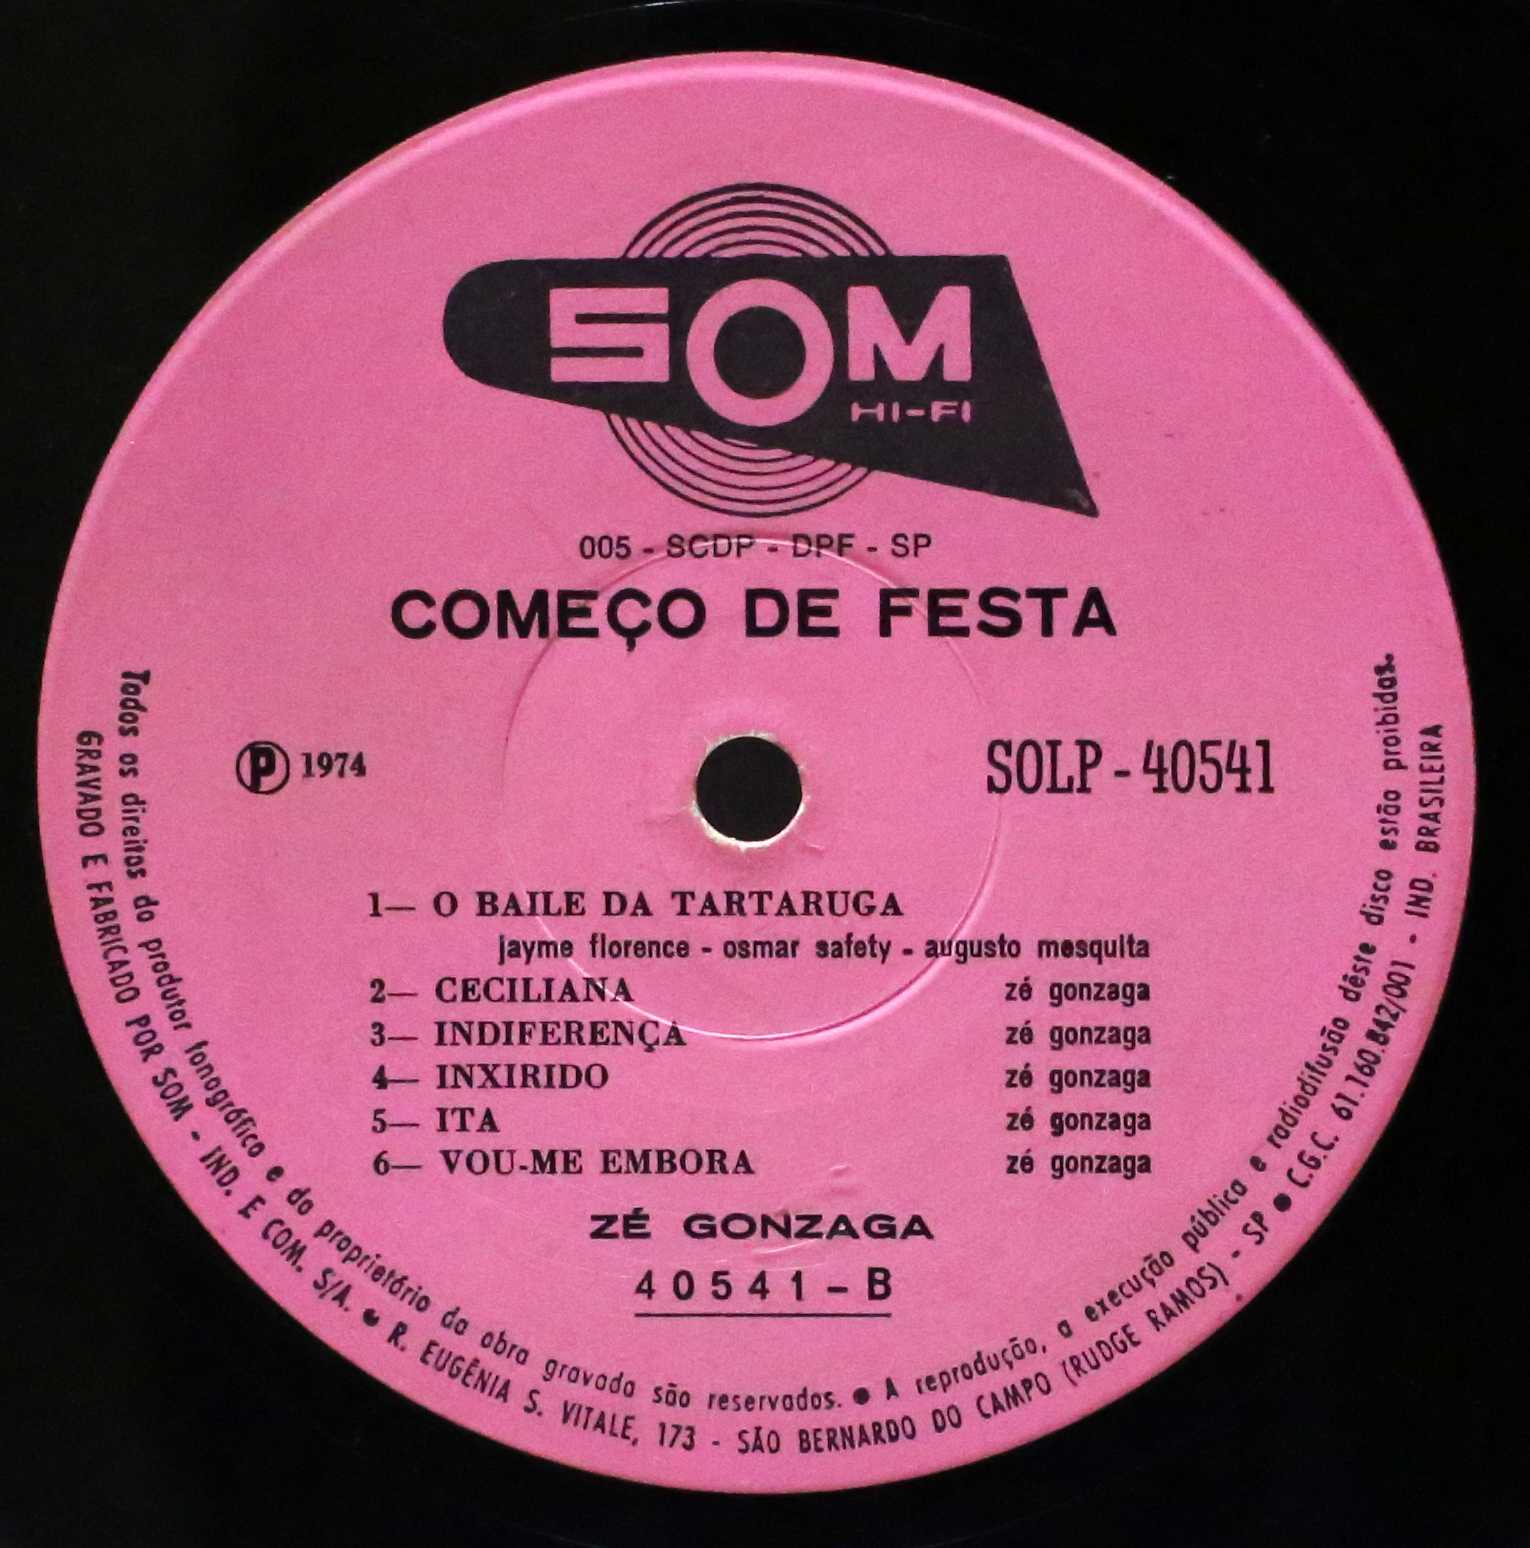 SOM
HI-FI
005 - SCDP - DPF - SP
COMEÇO DE FESTA
Ⓟ 1974
SOLP - 40541
1— O BAILE DA TARTARUGA
jayme florence - osmar safety - augusto mesquita
2— CECILIANA zé gonzaga
3— INDIFERENÇA zé gonzaga
4— INXIRIDO zé gonzaga
5— ITA zé gonzaga
6— VOU-ME EMBORA zé gonzaga
ZÉ GONZAGA
40541-B
Todos os direitos do produtor fonográfico e do proprietário da obra gravada são reservados. ● A reprodução, a execução pública e radiodifusão dêste disco estão proibidas.
GRAVADO E FABRICADO POR SOM - IND. E COM. S/A. ● R. EUGÊNIA S. VITALE, 173 - SÃO BERNARDO DO CAMPO (RUDGE RAMOS) - SP ● C.G.C. 61.160.842/001 - IND. BRASILEIRA